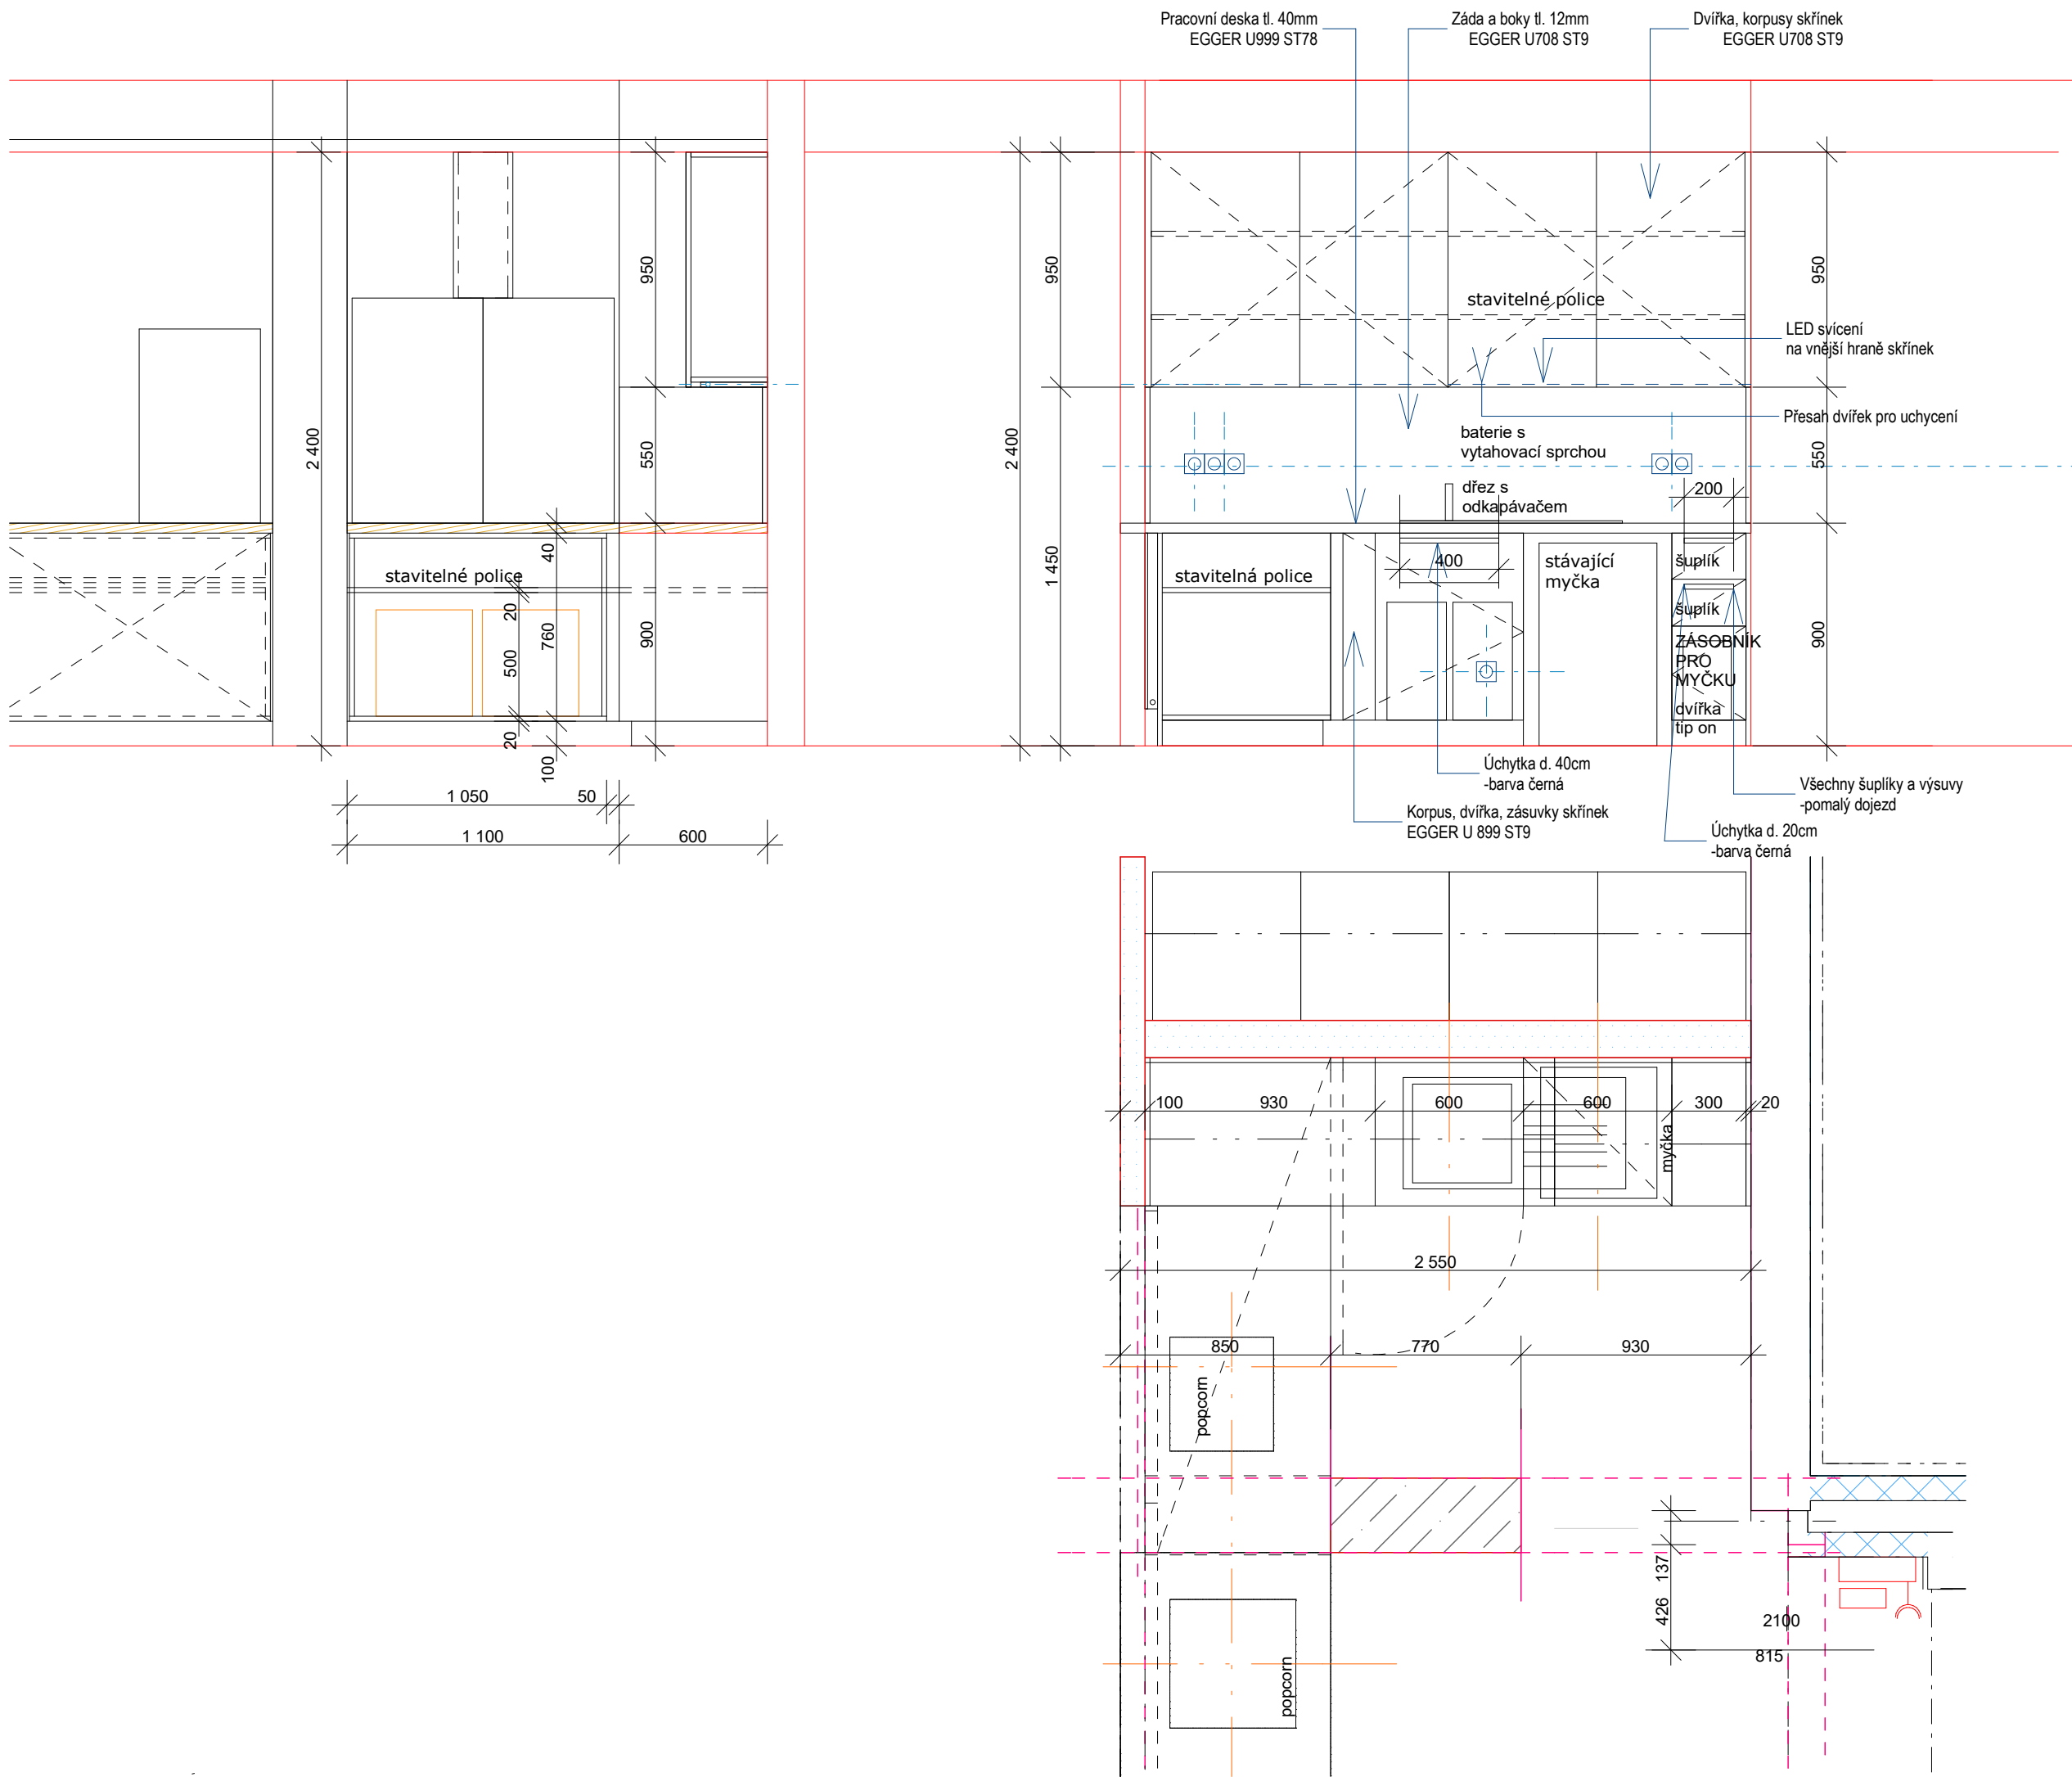 Pracovní deska tl. 40mm
EGGER U999 ST78
Záda a boky tl. 12mm
EGGER U708 ST9
Dvířka, korpusy skřínek
EGGER U708 ST9
2 400
950
550
900
40
760
20
500
20
100
stavitelné police
1 050
50
1 100
600
2 400
950
1 450
stavitelné police
LED svícení
na vnější hraně skřínek
Přesah dvířek pro uchycení
baterie s
vytahovací sprchou
dřez s
odkapávačem
200
400
stavitelná police
stávající
myčka
šuplík
šuplík
ZÁSOBNÍK
PRO
MYČKU
dvířka
tip on
950
550
900
Úchytka d. 40cm
-barva černá
Korpus, dvířka, zásuvky skřínek
EGGER U 899 ST9
Všechny šuplíky a výsuvy
-pomalý dojezd
Úchytka d. 20cm
-barva černá
100
930
600
600
300
20
myčka
2 550
850
770
930
popcorn
popcorn
137
426
2100
815